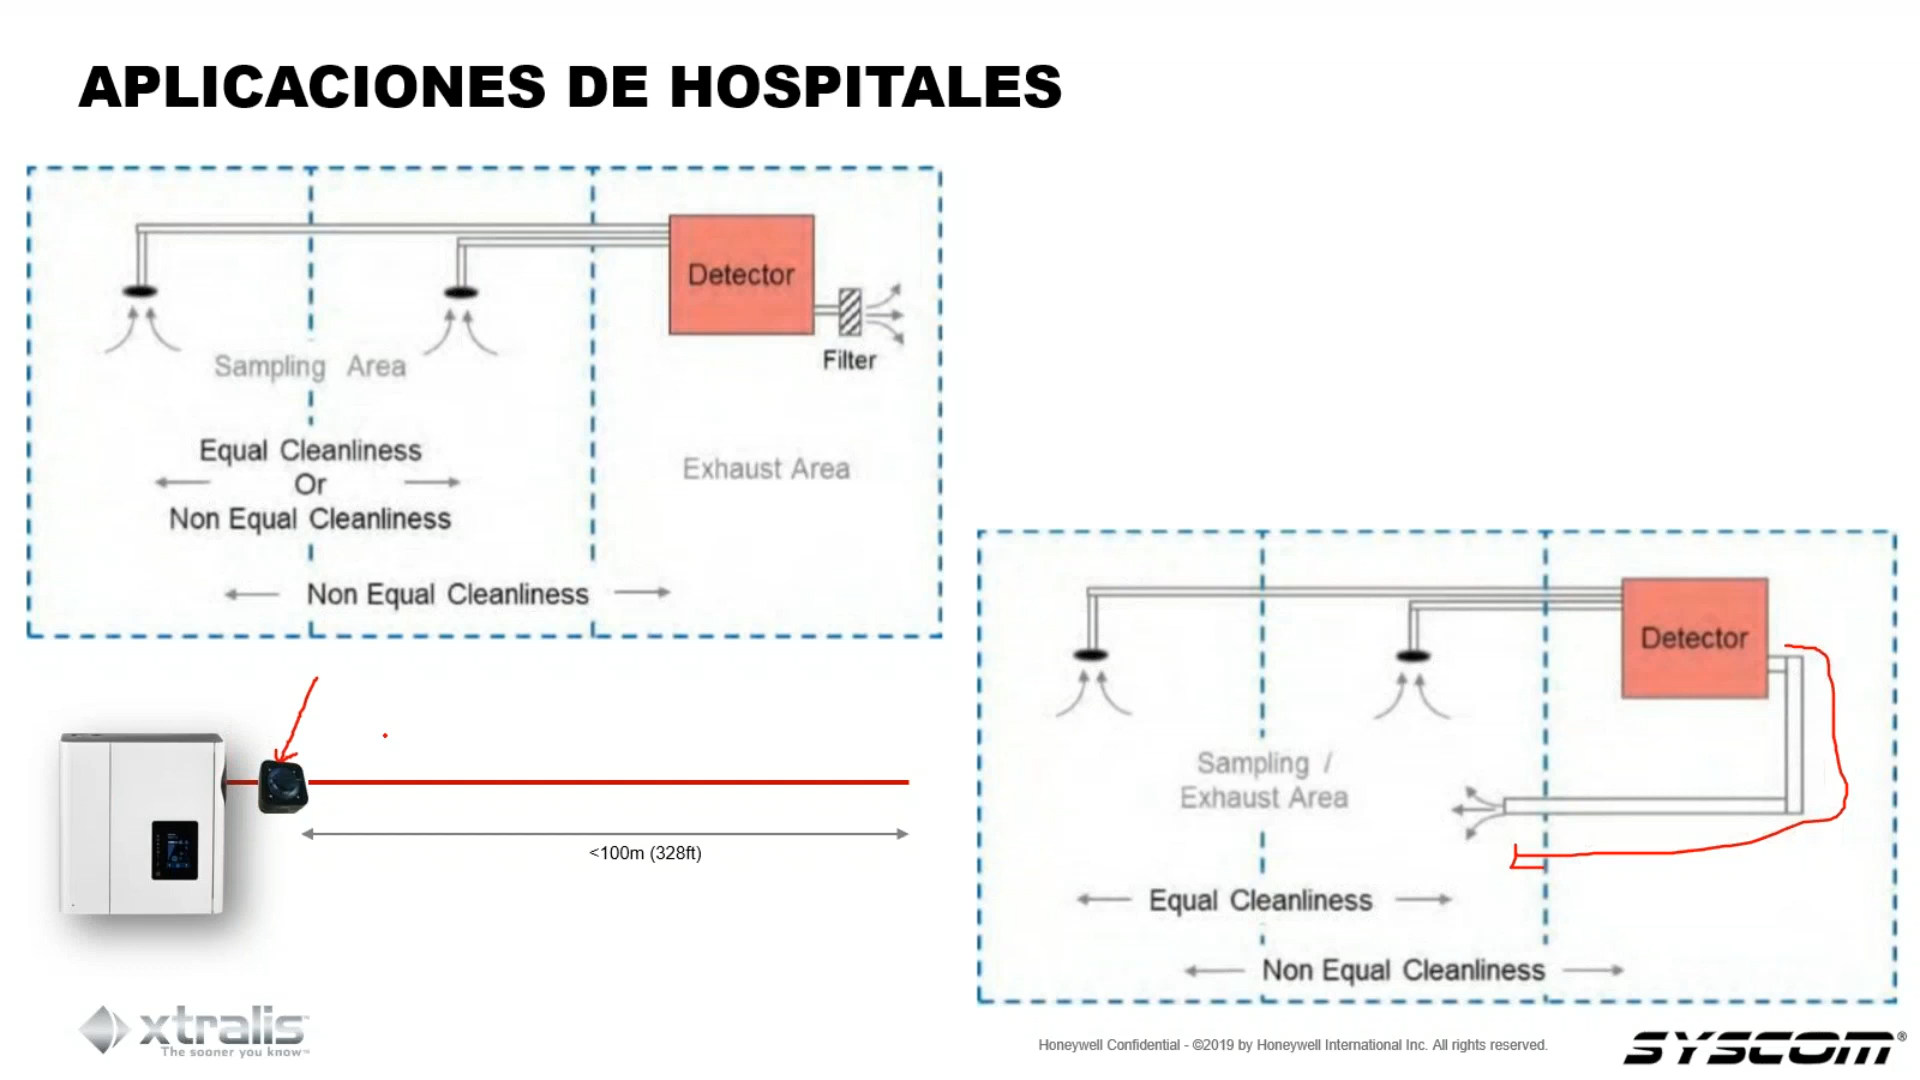 APLICACIONES DE HOSPITALES
Detector
Filter
Sampling Area
Equal Cleanliness
Or
Non Equal Cleanliness
Exhaust Area
Non Equal Cleanliness
<100m (328ft)
Detector
Sampling /
Exhaust Area
Equal Cleanliness
Non Equal Cleanliness
xtralis™
The sooner you know™
Honeywell Confidential - ©2019 by Honeywell International Inc. All rights reserved.
SYSCOM®